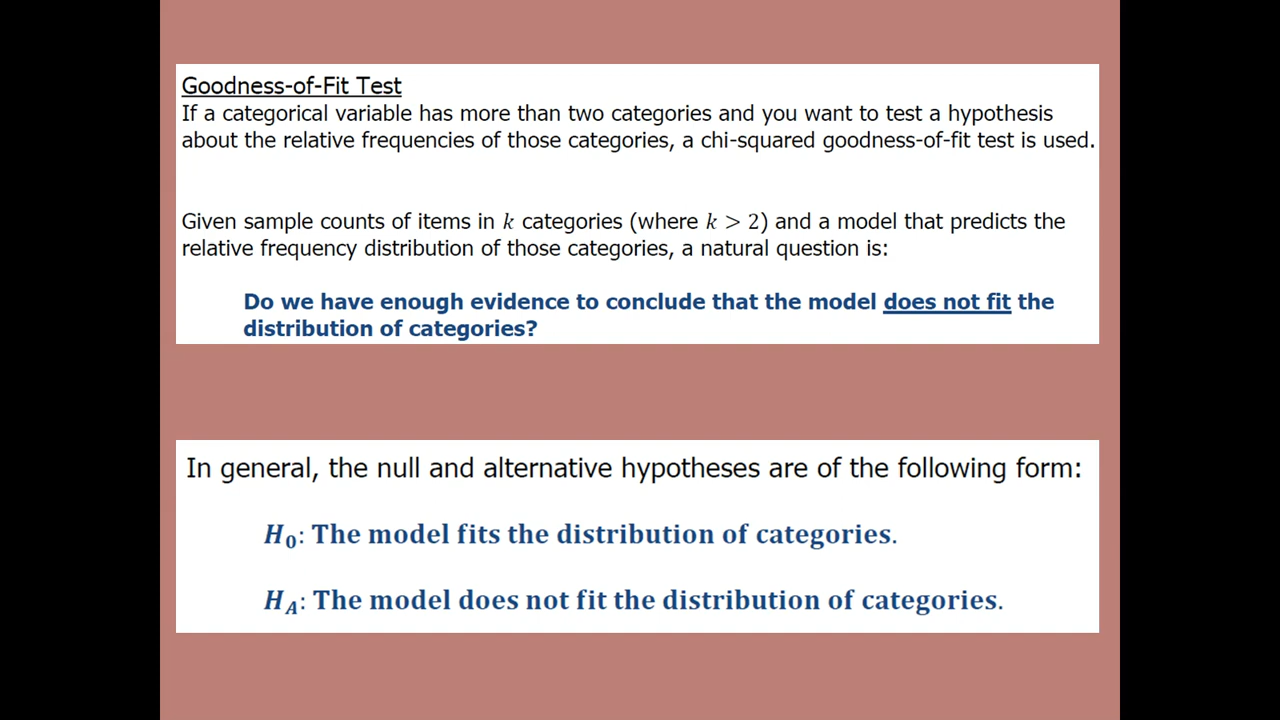 Goodness-of-Fit Test
If a categorical variable has more than two categories and you want to test a hypothesis
about the relative frequencies of those categories, a chi-squared goodness-of-fit test is used.
Given sample counts of items in k categories (where k > 2) and a model that predicts the
relative frequency distribution of those categories, a natural question is:
Do we have enough evidence to conclude that the model does not fit the
distribution of categories?
In general, the null and alternative hypotheses are of the following form:
H₀: The model fits the distribution of categories.
H_A: The model does not fit the distribution of categories.